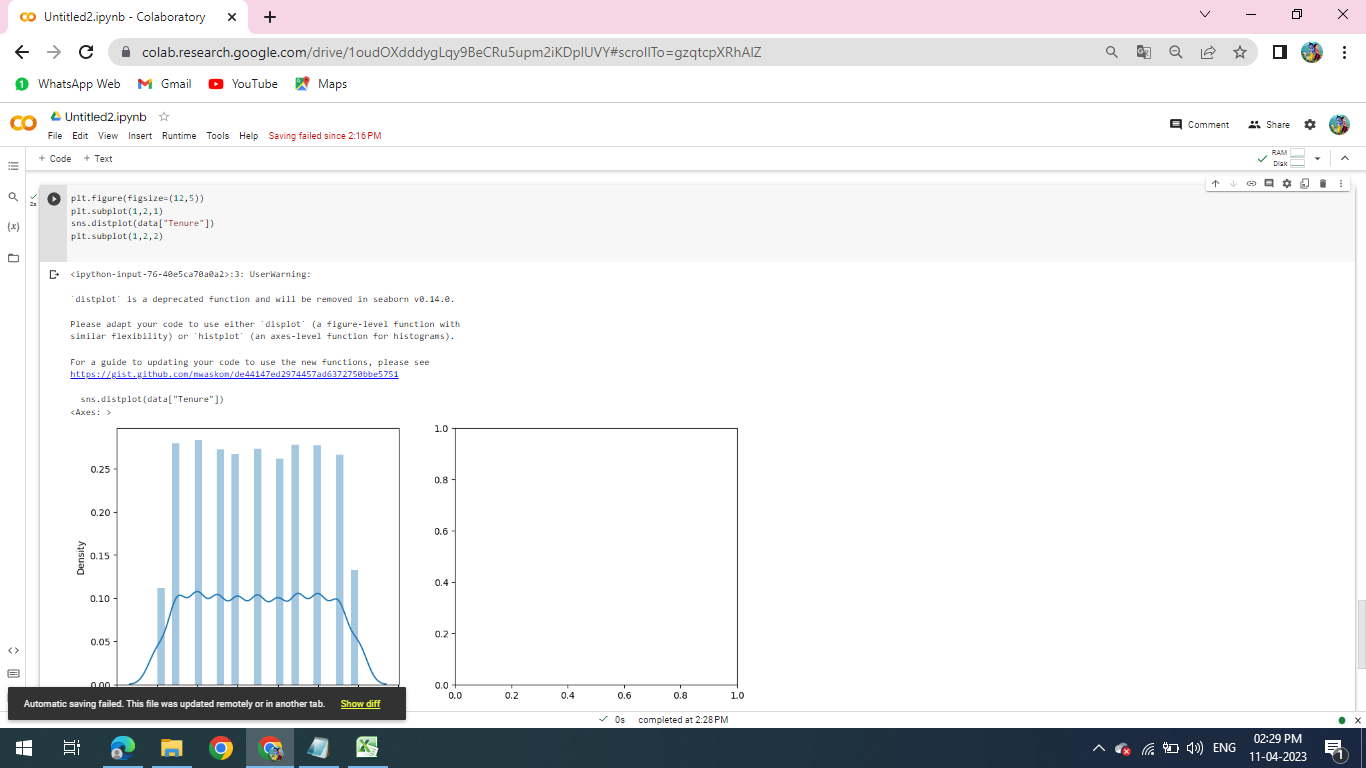 Untitled2.ipynb - Colaboratory
colab.research.google.com/drive/1oudOXdddygLqy9BeCRu5upm2iKDpIUVY#scrollTo=gzqtcpXRhAlZ
WhatsApp Web Gmail YouTube Maps
Untitled2.ipynb
File Edit View Insert Runtime Tools Help Saving failed since 2:16 PM
Comment Share
+ Code + Text
RAM
Disk
2s
{x}
plt.figure(figsize=(12,5))
plt.subplot(1,2,1)
sns.distplot(data["Tenure"])
plt.subplot(1,2,2)
<ipython-input-76-40e5ca70a0a2>:3: UserWarning:
`distplot` is a deprecated function and will be removed in seaborn v0.14.0.
Please adapt your code to use either `displot` (a figure-level function with
similar flexibility) or `histplot` (an axes-level function for histograms).
For a guide to updating your code to use the new functions, please see
https://gist.github.com/mwaskom/de44147ed2974457ad6372750bbe5751
sns.distplot(data["Tenure"])
<Axes: >
0.25
0.20
0.15
0.10
0.05
0.00
Density
1.0
0.8
0.6
0.4
0.2
0.0
0.0 0.2 0.4 0.6 0.8 1.0
Automatic saving failed. This file was updated remotely or in another tab. Show diff
0s completed at 2:28 PM
ENG
02:29 PM
11-04-2023
1